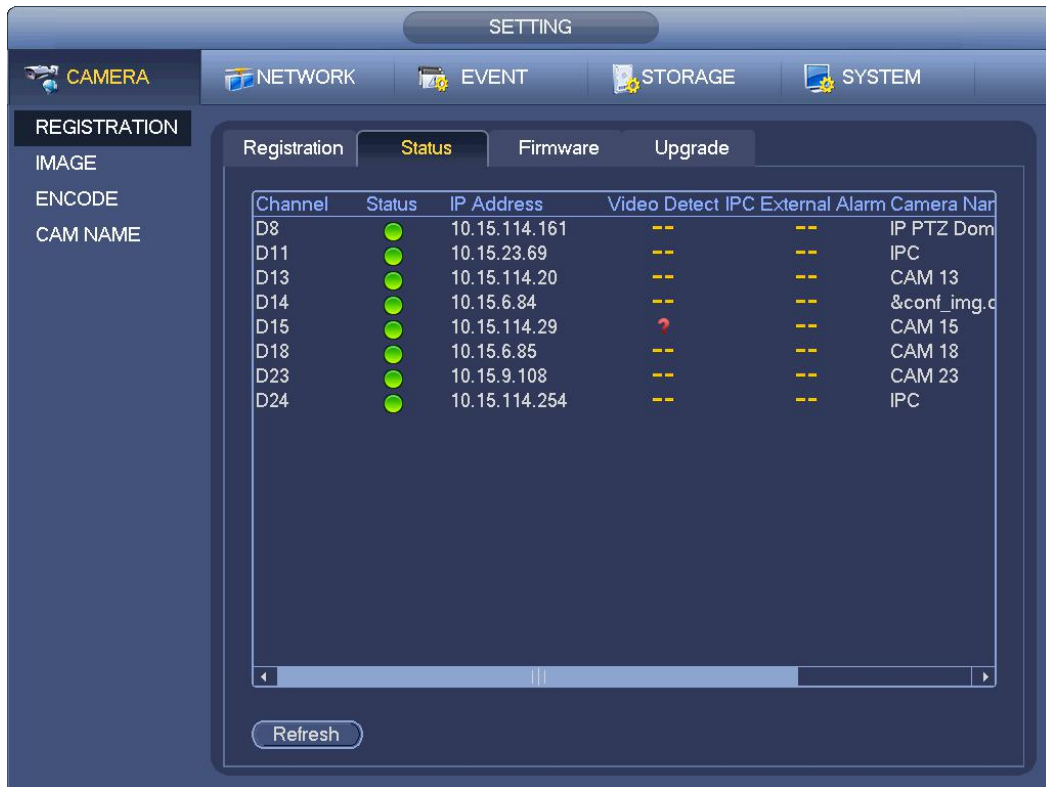 SETTING
CAMERA NETWORK EVENT STORAGE SYSTEM
REGISTRATION
IMAGE
ENCODE
CAM NAME
Registration Status Firmware Upgrade
Channel Status IP Address Video Detect IPC External Alarm Camera Nar
D8 10.15.114.161 -- -- IP PTZ Dom
D11 10.15.23.69 -- -- IPC
D13 10.15.114.20 -- -- CAM 13
D14 10.15.6.84 -- -- &conf_img.c
D15 10.15.114.29 ? -- CAM 15
D18 10.15.6.85 -- -- CAM 18
D23 10.15.9.108 -- -- CAM 23
D24 10.15.114.254 -- -- IPC
Refresh